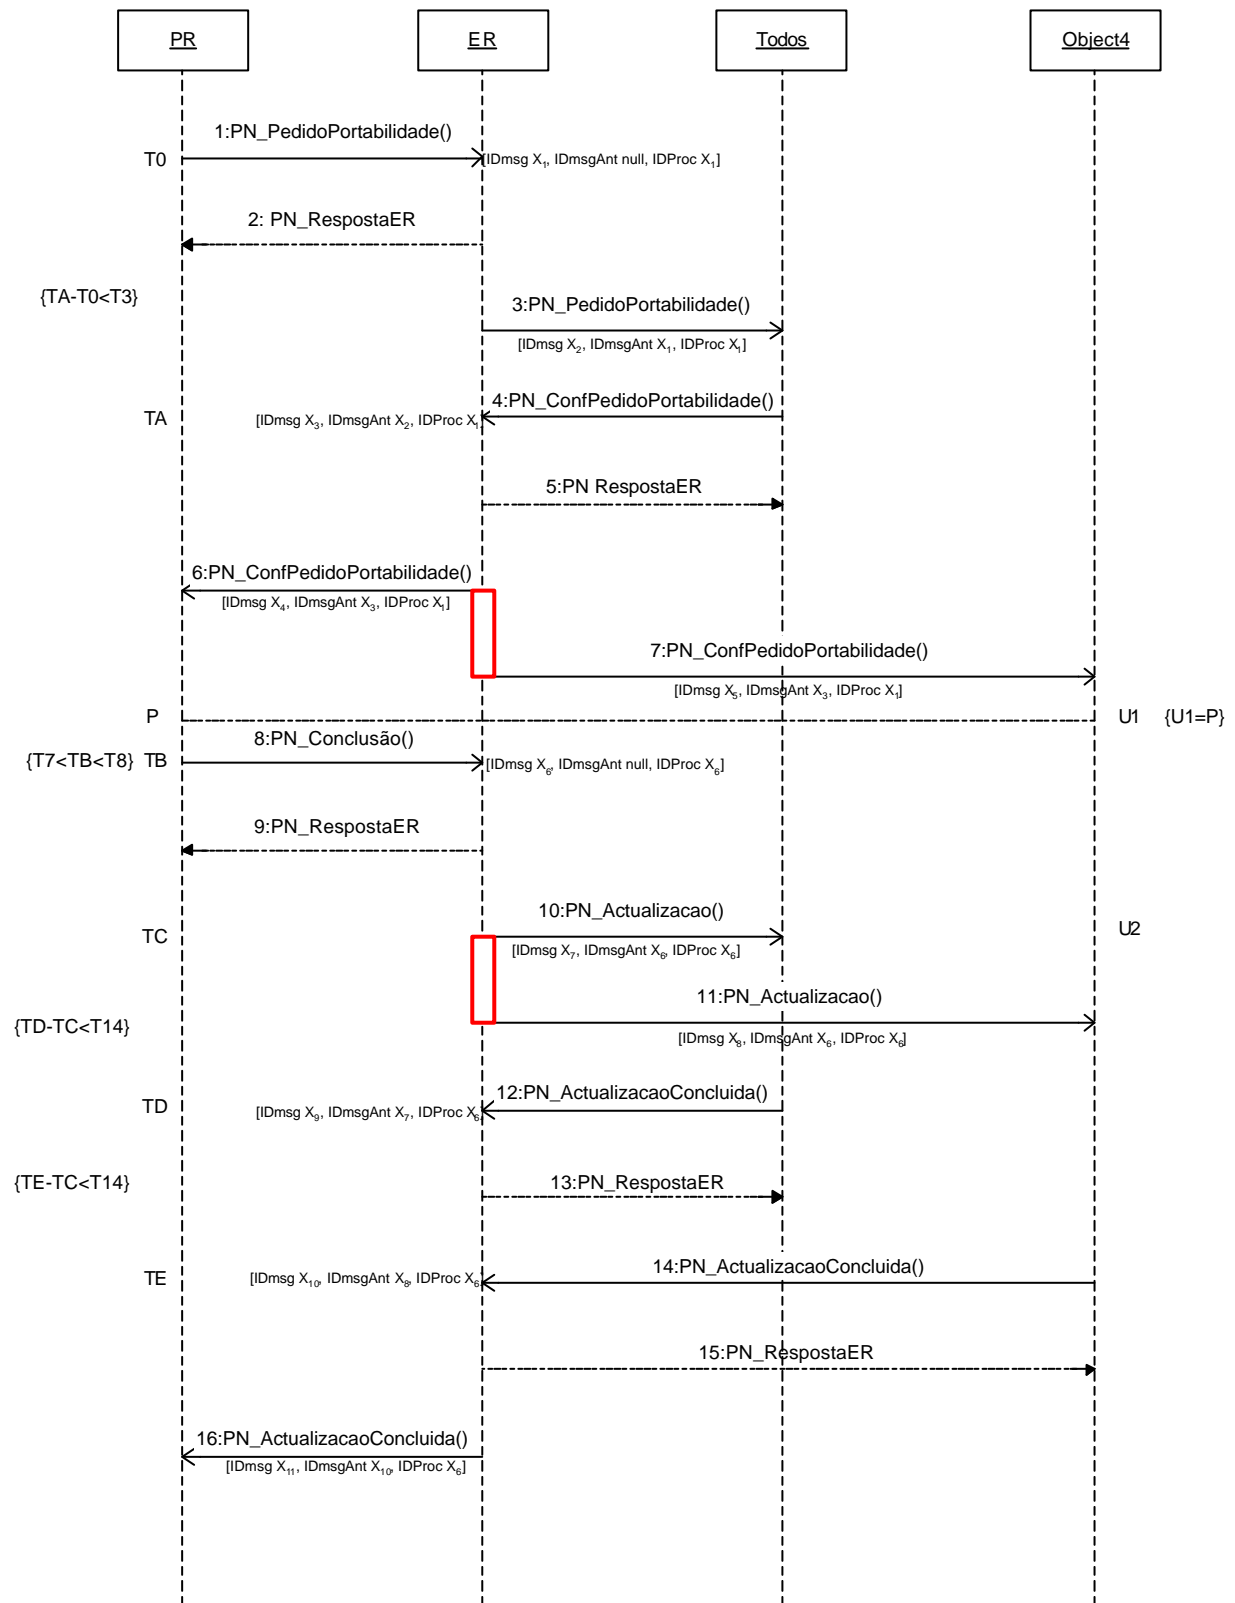 PR
ER
Todos
Object4
1:PN_PedidoPortabilidade()
T0
[IDmsg X₁, IDmsgAnt null, IDProc X₁]
2: PN_RespostaER
{TA-T0<T3}
3:PN_PedidoPortabilidade()
[IDmsg X₂, IDmsgAnt X₁, IDProc X₁]
4:PN_ConfPedidoPortabilidade()
TA
[IDmsg X₃, IDmsgAnt X₂, IDProc X₁
5:PN RespostaER
6:PN_ConfPedidoPortabilidade()
[IDmsg X₄, IDmsgAnt X₃, IDProc X₁]
7:PN_ConfPedidoPortabilidade()
[IDmsg X₅, IDmsgAnt X₃, IDProc X₁]
P
U1 {U1=P}
8:PN_Conclusão()
{T7<TB<T8} TB
[IDmsg X₆, IDmsgAnt null, IDProc X₆]
9:PN_RespostaER
10:PN_Actualizacao()
TC
U2
[IDmsg X₇, IDmsgAnt X₆, IDProc X₆]
11:PN_Actualizacao()
{TD-TC<T14}
[IDmsg X₈, IDmsgAnt X₆, IDProc X₆]
12:PN_ActualizacaoConcluida()
TD
[IDmsg X₉, IDmsgAnt X₇, IDProc X₆
{TE-TC<T14}
13:PN_RespostaER
14:PN_ActualizacaoConcluida()
TE
[IDmsg X₁₀, IDmsgAnt X₈, IDProc X₆
15:PN_RespostaER
16:PN_ActualizacaoConcluida()
[IDmsg X₁₁, IDmsgAnt X₁₀, IDProc X₆]